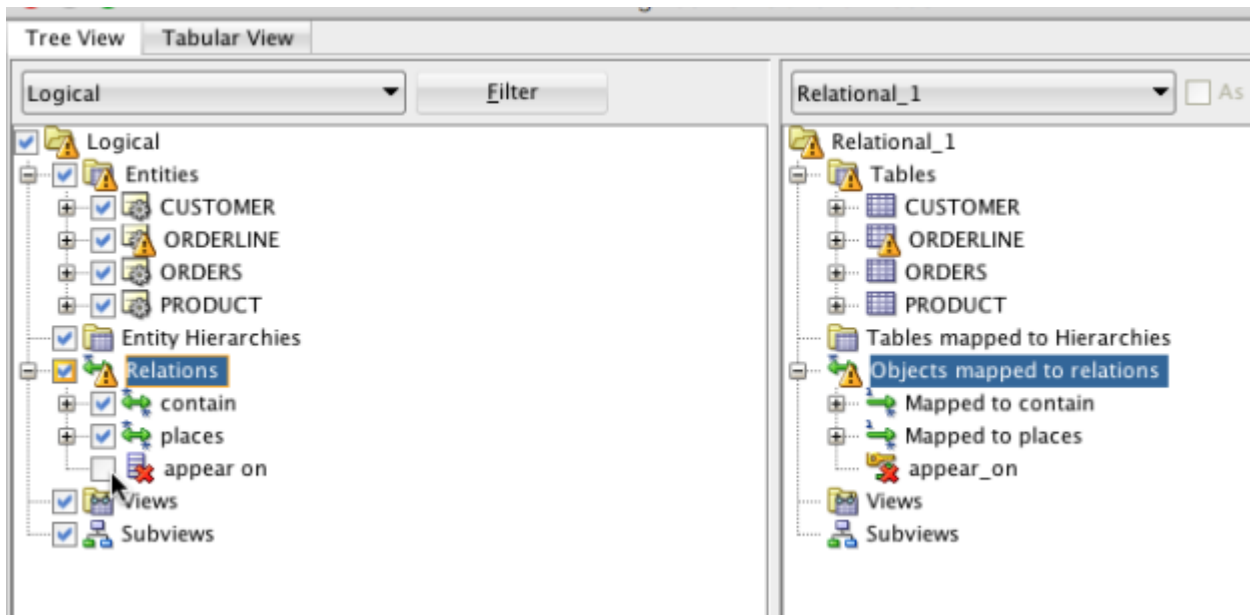 Tree View Tabular View
Logical Filter
Logical
Entities
CUSTOMER
ORDERLINE
ORDERS
PRODUCT
Entity Hierarchies
Relations
contain
places
appear on
Views
Subviews
Relational_1 As
Relational_1
Tables
CUSTOMER
ORDERLINE
ORDERS
PRODUCT
Tables mapped to Hierarchies
Objects mapped to relations
Mapped to contain
Mapped to places
appear_on
Views
Subviews